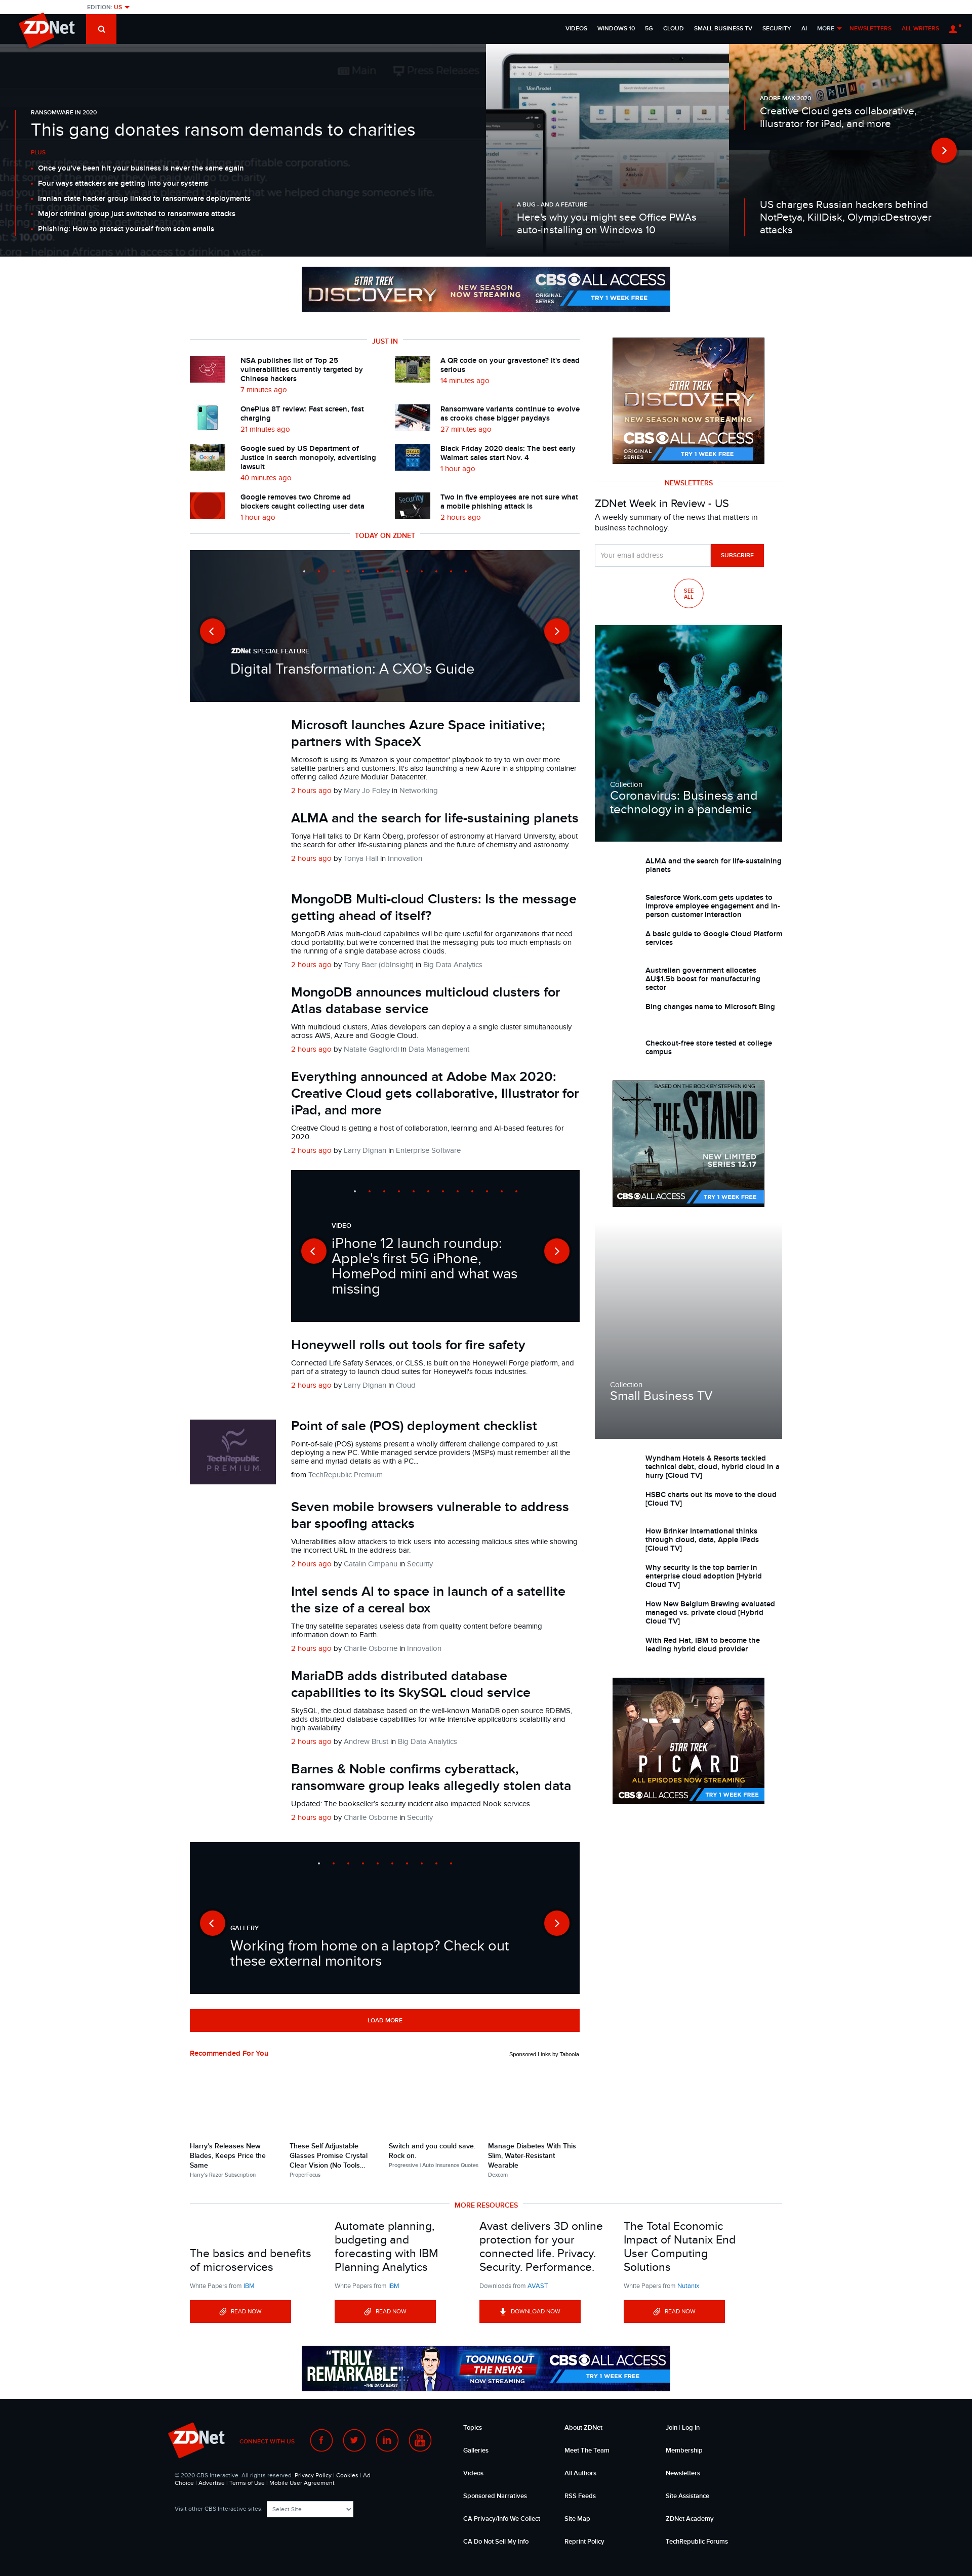 EDITION: US
ZDNet
VIDEOS
WINDOWS 10
5G
CLOUD
SMALL BUSINESS TV
SECURITY
AI
MORE
NEWSLETTERS
ALL WRITERS
RANSOMWARE IN 2020
This gang donates ransom demands to charities
PLUS
Once you've been hit your business is never the same again
Four ways attackers are getting into your systems
Iranian state hacker group linked to ransomware deployments
Major criminal group just switched to ransomware attacks
Phishing: How to protect yourself from scam emails
A BUG - AND A FEATURE
Here's why you might see Office PWAs
auto-installing on Windows 10
ADOBE MAX 2020
Creative Cloud gets collaborative,
Illustrator for iPad, and more
US charges Russian hackers behind
NotPetya, KillDisk, OlympicDestroyer
attacks
STAR TREK
DISCOVERY
NEW SEASON
NOW STREAMING
CBS ALL ACCESS
ORIGINAL
SERIES
TRY 1 WEEK FREE
JUST IN
NSA publishes list of Top 25
vulnerabilities currently targeted by
Chinese hackers
7 minutes ago
A QR code on your gravestone? It's dead
serious
14 minutes ago
OnePlus 8T review: Fast screen, fast
charging
21 minutes ago
Ransomware variants continue to evolve
as crooks chase bigger paydays
27 minutes ago
Google sued by US Department of
Justice in search monopoly, advertising
lawsuit
40 minutes ago
Black Friday 2020 deals: The best early
Walmart sales start Nov. 4
1 hour ago
Google removes two Chrome ad
blockers caught collecting user data
1 hour ago
Two in five employees are not sure what
a mobile phishing attack is
2 hours ago
STAR TREK
DISCOVERY
NEW SEASON NOW STREAMING
CBS ALL ACCESS
ORIGINAL
SERIES
TRY 1 WEEK FREE
NEWSLETTERS
ZDNet Week in Review - US
A weekly summary of the news that matters in
business technology.
Your email address
SUBSCRIBE
SEE
ALL
TODAY ON ZDNET
ZDNet SPECIAL FEATURE
Digital Transformation: A CXO's Guide
Microsoft launches Azure Space initiative;
partners with SpaceX
Microsoft is using its 'Amazon is your competitor' playbook to try to win over more
satellite partners and customers. It's also launching a new Azure in a shipping container
offering called Azure Modular Datacenter.
2 hours ago by Mary Jo Foley in Networking
ALMA and the search for life-sustaining planets
Tonya Hall talks to Dr Karin Öberg, professor of astronomy at Harvard University, about
the search for other life-sustaining planets and the future of chemistry and astronomy.
2 hours ago by Tonya Hall in Innovation
MongoDB Multi-cloud Clusters: Is the message
getting ahead of itself?
MongoDB Atlas multi-cloud capabilities will be quite useful for organizations that need
cloud portability, but we're concerned that the messaging puts too much emphasis on
the running of a single database across clouds.
2 hours ago by Tony Baer (dbInsight) in Big Data Analytics
MongoDB announces multicloud clusters for
Atlas database service
With multicloud clusters, Atlas developers can deploy a a single cluster simultaneously
across AWS, Azure and Google Cloud.
2 hours ago by Natalie Gagliordi in Data Management
Everything announced at Adobe Max 2020:
Creative Cloud gets collaborative, Illustrator for
iPad, and more
Creative Cloud is getting a host of collaboration, learning and AI-based features for
2020.
2 hours ago by Larry Dignan in Enterprise Software
VIDEO
iPhone 12 launch roundup:
Apple's first 5G iPhone,
HomePod mini and what was
missing
Honeywell rolls out tools for fire safety
Connected Life Safety Services, or CLSS, is built on the Honeywell Forge platform, and
part of a strategy to launch cloud suites for Honeywell's focus industries.
2 hours ago by Larry Dignan in Cloud
TechRepublic
PREMIUM
Point of sale (POS) deployment checklist
Point-of-sale (POS) systems present a wholly different challenge compared to just
deploying a new PC. While managed service providers (MSPs) must remember all the
same and myriad details as with a PC...
from TechRepublic Premium
Seven mobile browsers vulnerable to address
bar spoofing attacks
Vulnerabilities allow attackers to trick users into accessing malicious sites while showing
the incorrect URL in the address bar.
2 hours ago by Catalin Cimpanu in Security
Intel sends AI to space in launch of a satellite
the size of a cereal box
The tiny satellite separates useless data from quality content before beaming
information down to Earth.
2 hours ago by Charlie Osborne in Innovation
MariaDB adds distributed database
capabilities to its SkySQL cloud service
SkySQL, the cloud database based on the well-known MariaDB open source RDBMS,
adds distributed database capabilities for write-intensive applications scalability and
high availability.
2 hours ago by Andrew Brust in Big Data Analytics
Barnes & Noble confirms cyberattack,
ransomware group leaks allegedly stolen data
Updated: The bookseller's security incident also impacted Nook services.
2 hours ago by Charlie Osborne in Security
GALLERY
Working from home on a laptop? Check out
these external monitors
LOAD MORE
Collection
Coronavirus: Business and
technology in a pandemic
ALMA and the search for life-sustaining
planets
Salesforce Work.com gets updates to
improve employee engagement and in-
person customer interaction
A basic guide to Google Cloud Platform
services
Australian government allocates
AU$1.5b boost for manufacturing
sector
Bing changes name to Microsoft Bing
Checkout-free store tested at college
campus
BASED ON THE BOOK BY STEPHEN KING
THE STAND
NEW LIMITED
SERIES 12.17
CBS ALL ACCESS
TRY 1 WEEK FREE
Collection
Small Business TV
Wyndham Hotels & Resorts tackled
technical debt, cloud, hybrid cloud in a
hurry [Cloud TV]
HSBC charts out its move to the cloud
[Cloud TV]
How Brinker International thinks
through cloud, data, Apple iPads
[Cloud TV]
Why security is the top barrier in
enterprise cloud adoption [Hybrid
Cloud TV]
How New Belgium Brewing evaluated
managed vs. private cloud [Hybrid
Cloud TV]
With Red Hat, IBM to become the
leading hybrid cloud provider
STAR TREK
PICARD
ALL EPISODES NOW STREAMING
CBS ALL ACCESS
TRY 1 WEEK FREE
Recommended For You
Sponsored Links by Taboola
Harry's Releases New
Blades, Keeps Price the
Same
Harry's Razor Subscription
These Self Adjustable
Glasses Promise Crystal
Clear Vision (No Tools...
ProperFocus
Switch and you could save.
Rock on.
Progressive | Auto Insurance Quotes
Manage Diabetes With This
Slim, Water-Resistant
Wearable
Dexcom
MORE RESOURCES
The basics and benefits
of microservices
White Papers from IBM
READ NOW
Automate planning,
budgeting and
forecasting with IBM
Planning Analytics
White Papers from IBM
READ NOW
Avast delivers 3D online
protection for your
connected life. Privacy.
Security. Performance.
Downloads from AVAST
DOWNLOAD NOW
The Total Economic
Impact of Nutanix End
User Computing
Solutions
White Papers from Nutanix
READ NOW
"TRULY
REMARKABLE"
TOONING OUT
THE NEWS
NOW STREAMING
CBS ALL ACCESS
TRY 1 WEEK FREE
ZDNet
CONNECT WITH US
© 2020 CBS Interactive. All rights reserved. Privacy Policy | Cookies | Ad
Choice | Advertise | Terms of Use | Mobile User Agreement
Visit other CBS Interactive sites:
Select Site
Topics
Galleries
Videos
Sponsored Narratives
CA Privacy/Info We Collect
CA Do Not Sell My Info
About ZDNet
Meet The Team
All Authors
RSS Feeds
Site Map
Reprint Policy
Join | Log In
Membership
Newsletters
Site Assistance
ZDNet Academy
TechRepublic Forums